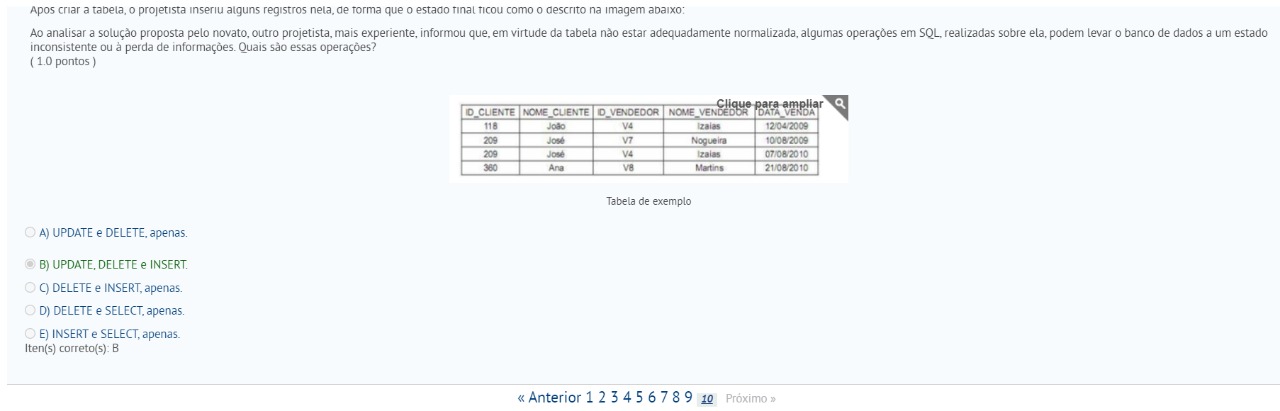 Após criar a tabela, o projetista inseriu alguns registros nela, de forma que o estado final ficou como o descrito na imagem abaixo:
Ao analisar a solução proposta pelo novato, outro projetista, mais experiente, informou que, em virtude da tabela não estar adequadamente normalizada, algumas operações em SQL, realizadas sobre ela, podem levar o banco de dados a um estado
inconsistente ou à perda de informações. Quais são essas operações?
( 1.0 pontos )
Clique para ampliar
ID_CLIENTE NOME_CLIENTE ID_VENDEDOR NOME_VENDEDOR DATA_VENDA
118 João V4 Izaias 12/04/2009
209 José V7 Nogueira 10/08/2009
209 José V4 Izaias 07/08/2010
360 Ana V8 Martins 21/08/2010
Tabela de exemplo
A) UPDATE e DELETE, apenas.
B) UPDATE, DELETE e INSERT.
C) DELETE e INSERT, apenas.
D) DELETE e SELECT, apenas.
E) INSERT e SELECT, apenas.
Iten(s) correto(s): B
« Anterior 1 2 3 4 5 6 7 8 9 10 Próximo »